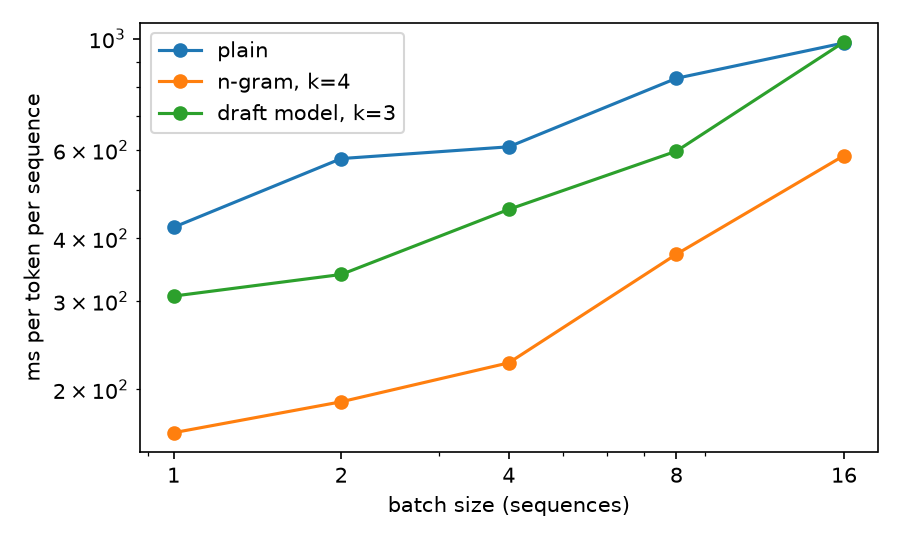 plain
n-gram, k=4
draft model, k=3
10³
6 × 10²
4 × 10²
3 × 10²
2 × 10²
ms per token per sequence
1 2 4 8 16
batch size (sequences)